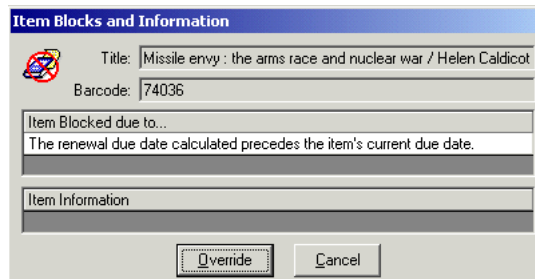 Item Blocks and Information
Title: Missile envy : the arms race and nuclear war / Helen Caldicot
Barcode: 74036
Item Blocked due to...
The renewal due date calculated precedes the item's current due date.
Item Information
Override Cancel